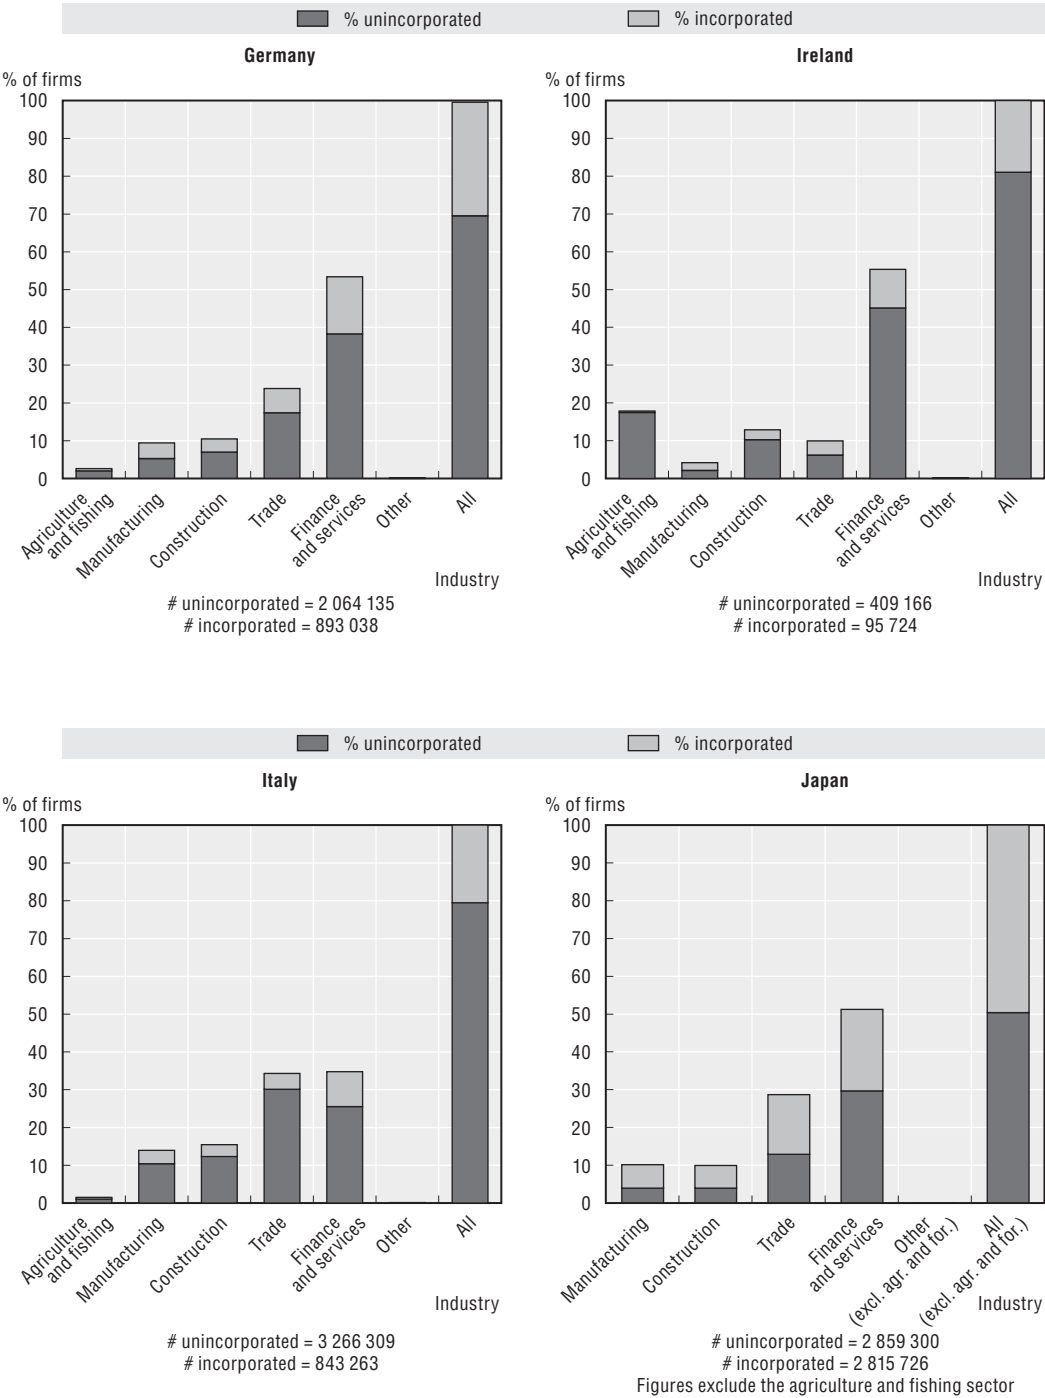 % unincorporated % incorporated
Germany
% of firms
100
90
80
70
60
50
40
30
20
10
0
Agriculture and fishing
Manufacturing
Construction
Trade
Finance and services
Other
All
Industry
# unincorporated = 2 064 135
# incorporated = 893 038
Ireland
% of firms
100
90
80
70
60
50
40
30
20
10
0
Agriculture and fishing
Manufacturing
Construction
Trade
Finance and services
Other
All
Industry
# unincorporated = 409 166
# incorporated = 95 724
% unincorporated % incorporated
Italy
% of firms
100
90
80
70
60
50
40
30
20
10
0
Agriculture and fishing
Manufacturing
Construction
Trade
Finance and services
Other
All
Industry
# unincorporated = 3 266 309
# incorporated = 843 263
Japan
% of firms
100
90
80
70
60
50
40
30
20
10
0
Manufacturing
Construction
Trade
Finance and services
Other (excl. agr. and for.)
All (excl. agr. and for.)
Industry
# unincorporated = 2 859 300
# incorporated = 2 815 726
Figures exclude the agriculture and fishing sector